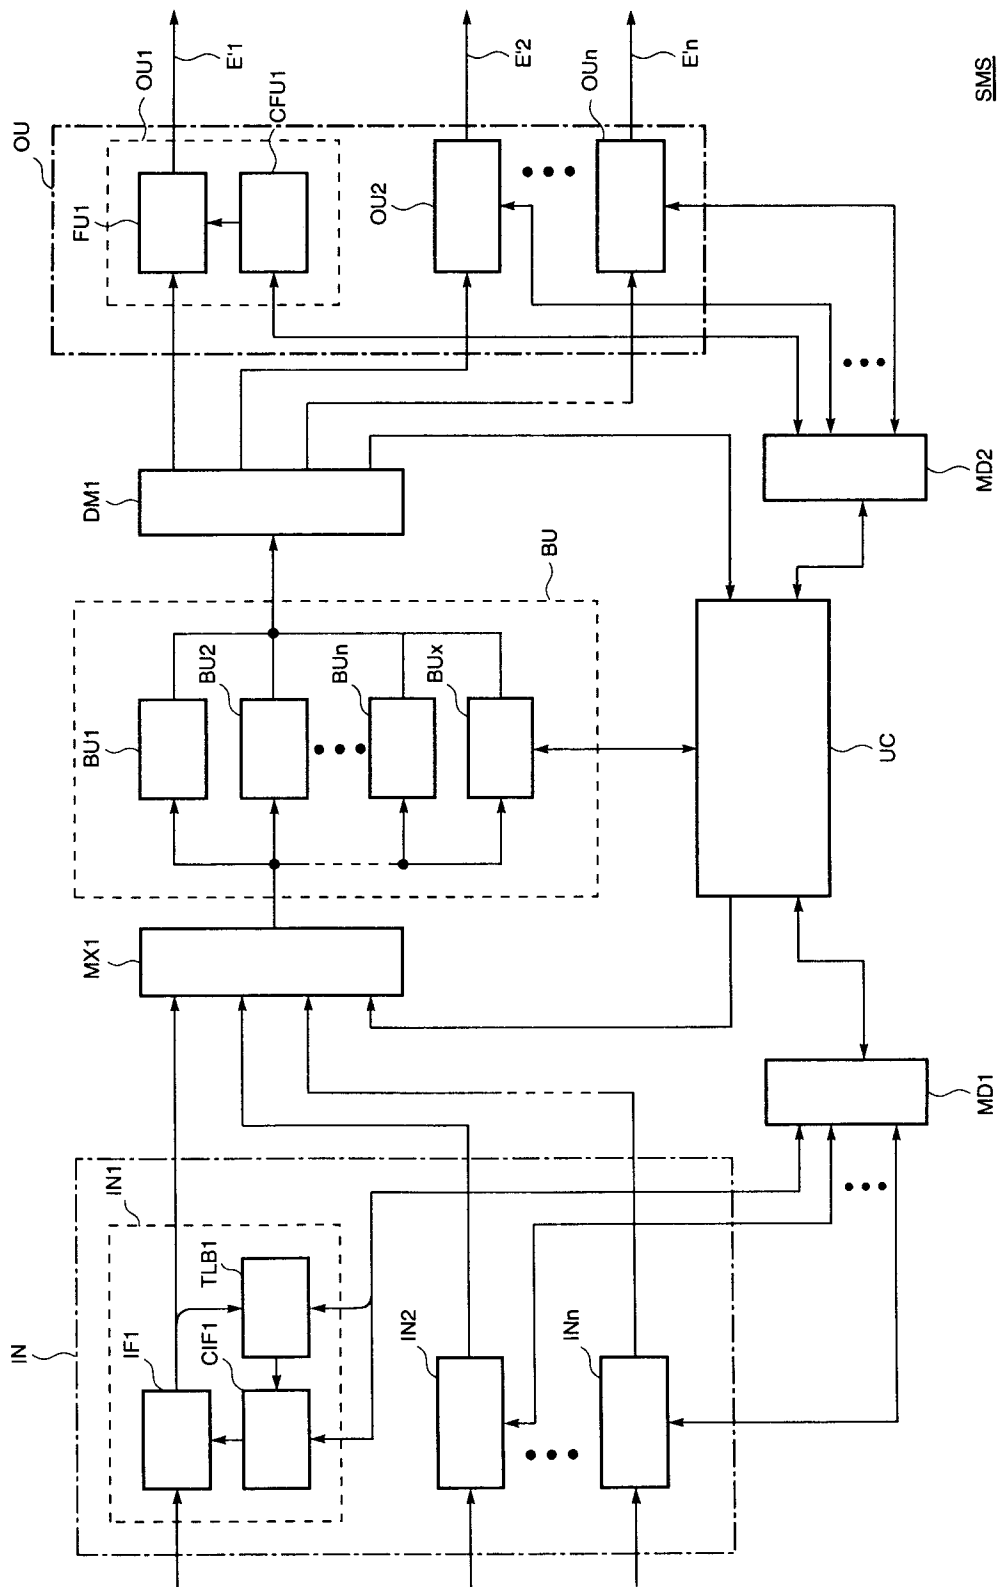 IN
IN1
IF1
TLB1
CIF1
IN2
INn
MX1
MD1
BU
BU1
BU2
BUn
BUx
UC
DM1
MD2
OU
OU1
FU1
CFU1
OU2
OUn
E'1
E'2
E'n
SMS